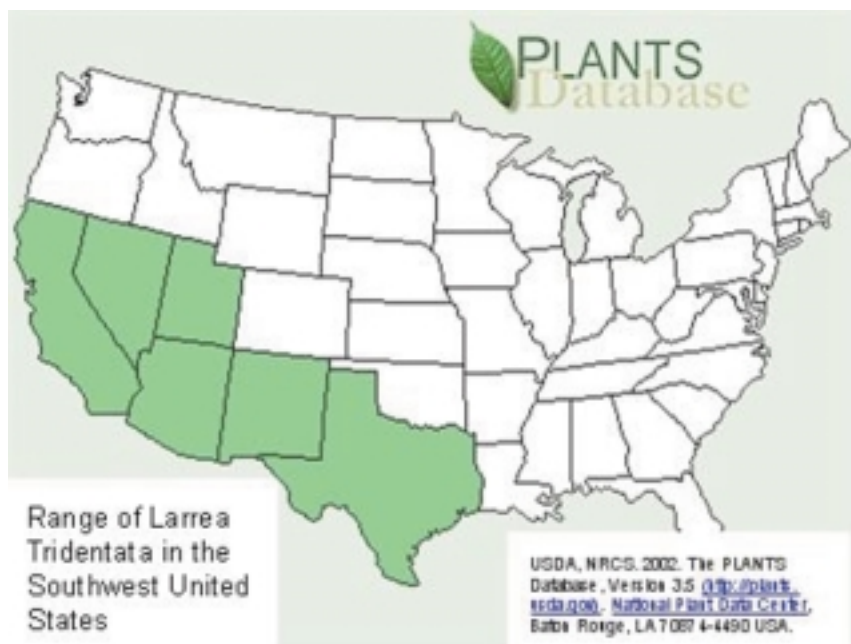 PLANTS
Database
Range of Larrea
Tridentata in the
Southwest United
States
USDA, NRCS. 2002. The PLANTS
Database, Version 3.5 (http://plants.
usda.gov). National Plant Data Center,
Baton Rouge, LA 70874-4490 USA.